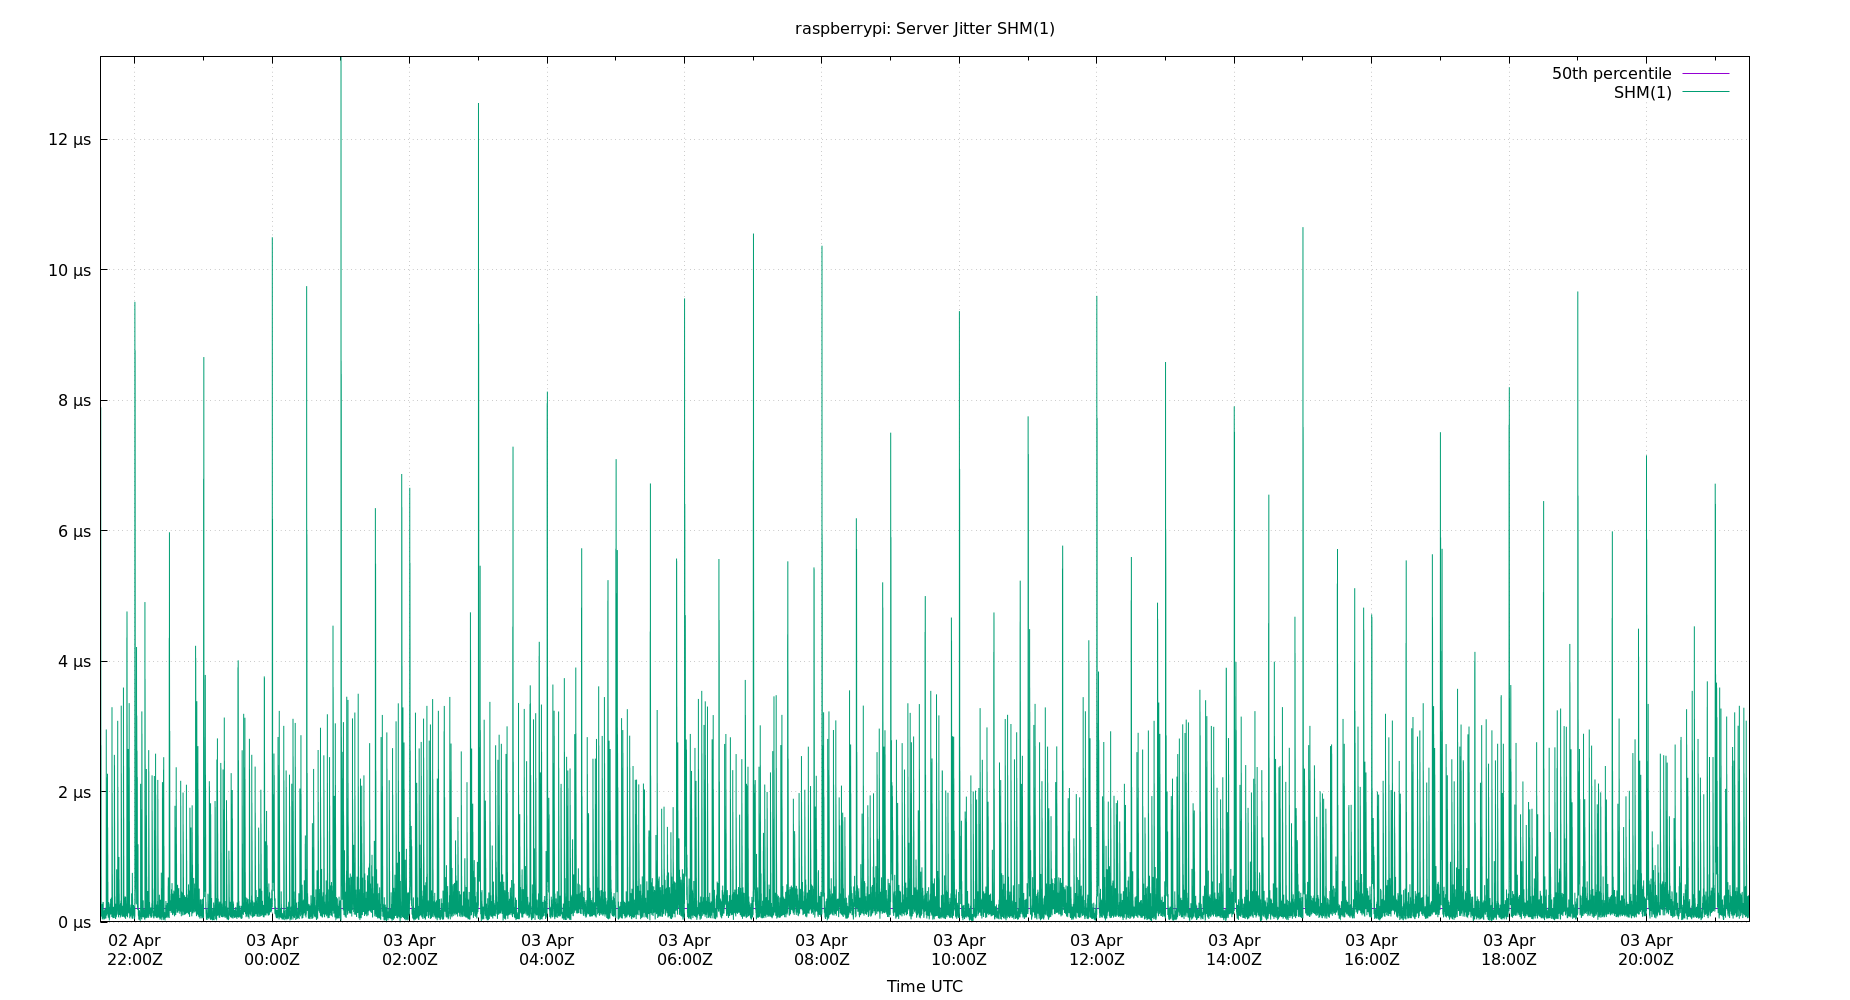 raspberrypi: Server Jitter SHM(1)
50th percentile
SHM(1)
12 µs
10 µs
8 µs
6 µs
4 µs
2 µs
0 µs
02 Apr 03 Apr 03 Apr 03 Apr 03 Apr 03 Apr 03 Apr 03 Apr 03 Apr 03 Apr 03 Apr 03 Apr
22:00Z 00:00Z 02:00Z 04:00Z 06:00Z 08:00Z 10:00Z 12:00Z 14:00Z 16:00Z 18:00Z 20:00Z
Time UTC